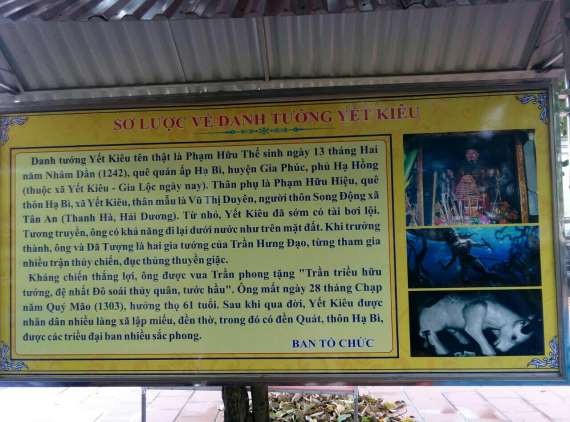 SƠ LƯỢC VỀ DANH TƯỚNG YẾT KIÊU
Danh tướng Yết Kiêu tên thật là Phạm Hữu Thế sinh ngày 13 tháng Hai
năm Nhâm Dần (1242), quê quán ấp Hạ Bì, huyện Gia Phúc, phủ Hạ Hồng
(thuộc xã Yết Kiêu - Gia Lộc ngày nay). Thân phụ là Phạm Hữu Hiệu, quê
thôn Hạ Bì, xã Yết Kiêu, thân mẫu là Vũ Thị Duyên, người thôn Song Động xã
Tân An (Thanh Hà, Hải Dương). Từ nhỏ, Yết Kiêu đã sớm có tài bơi lội.
Tương truyền, ông có khả năng đi lại dưới nước như trên mặt đất. Khi trưởng
thành, ông và Dã Tượng là hai gia tướng của Trần Hưng Đạo, từng tham gia
nhiều trận thủy chiến, đục thủng thuyền giặc.
Kháng chiến thắng lợi, ông được vua Trần phong tặng "Trần triều hữu
tướng, đệ nhất Đô soái thủy quân, tước hầu". Ông mất ngày 28 tháng Chạp
năm Quý Mão (1303), hưởng thọ 61 tuổi. Sau khi qua đời, Yết Kiêu được
nhân dân nhiều làng xã lập miếu, đền thờ, trong đó có đền Quát, thôn Hạ Bì,
được các triều đại ban nhiều sắc phong.
BAN TỔ CHỨC